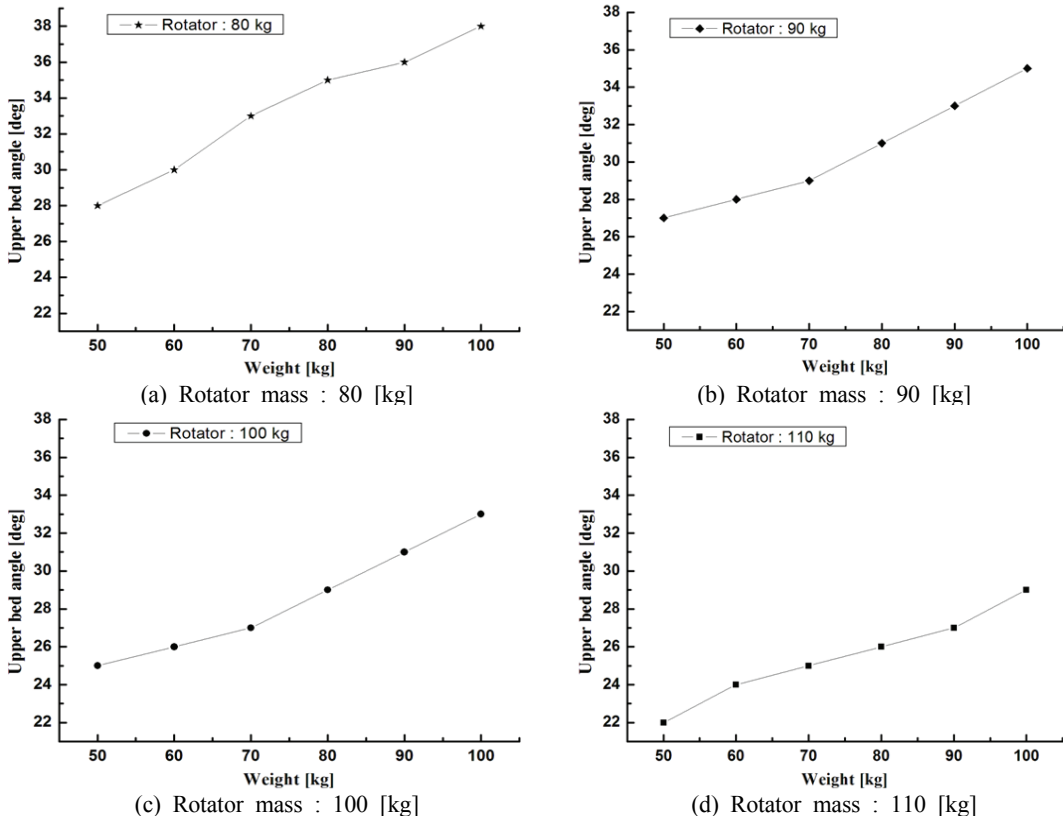 Rotator : 80 kg
38
36
34
32
30
28
26
24
22
50 60 70 80 90 100
Upper bed angle [deg]
Weight [kg]
(a) Rotator mass : 80 [kg]
Rotator : 90 kg
38
36
34
32
30
28
26
24
22
50 60 70 80 90 100
Upper bed angle [deg]
Weight [kg]
(b) Rotator mass : 90 [kg]
Rotator : 100 kg
38
36
34
32
30
28
26
24
22
50 60 70 80 90 100
Upper bed angle [deg]
Weight [kg]
(c) Rotator mass : 100 [kg]
Rotator : 110 kg
38
36
34
32
30
28
26
24
22
50 60 70 80 90 100
Upper bed angle [deg]
Weight [kg]
(d) Rotator mass : 110 [kg]